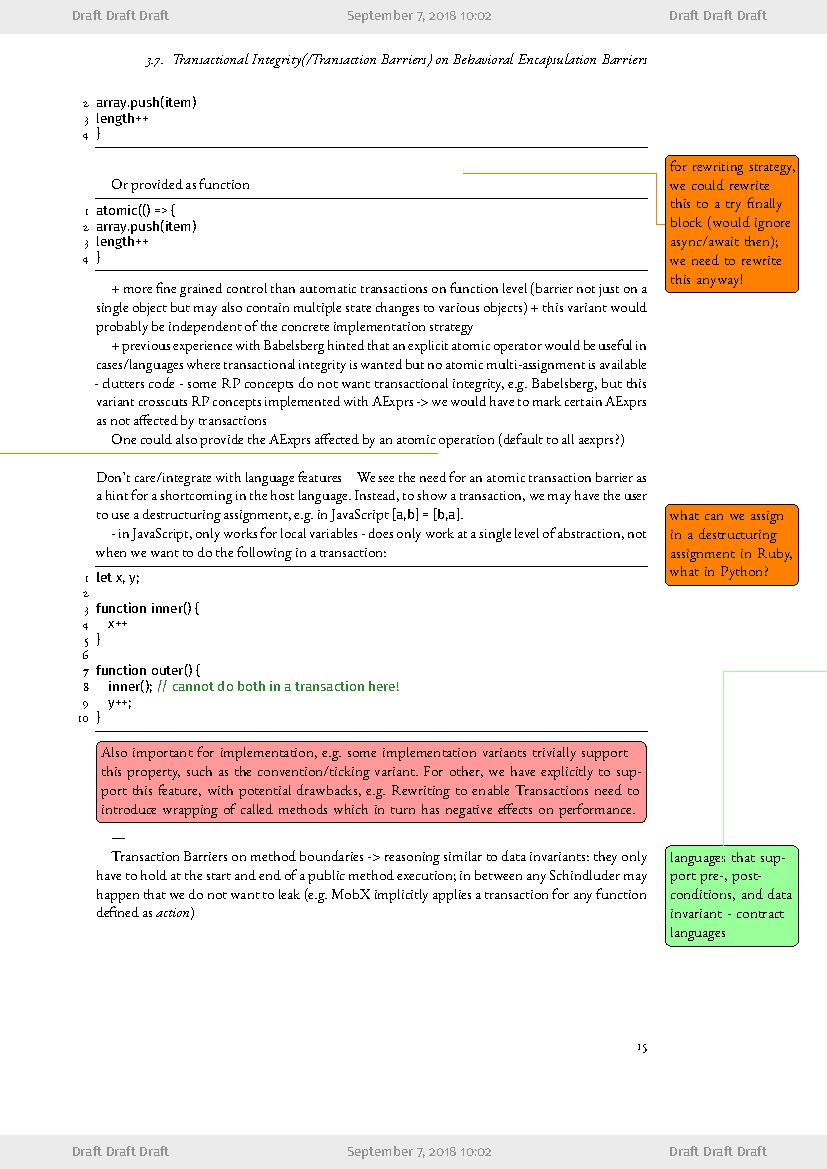 Draft Draft Draft September 7, 2018 10:02 Draft Draft Draft
3.7. Transactional Integrity(/Transaction Barriers) on Behavioral Encapsulation Barriers
2 array.push(item)
3 length++
4 }
Or provided as function
1 atomic(() => {
2 array.push(item)
3 length++
4 }
for rewriting strategy,
we could rewrite
this to a try finally
block (would ignore
async/await then);
we need to rewrite
this anyway!
+ more fine grained control than automatic transactions on function level (barrier not just on a
single object but may also contain multiple state changes to various objects) + this variant would
probably be independent of the concrete implementation strategy
+ previous experience with Babelsberg hinted that an explicit atomic operator would be useful in
cases/languages where transactional integrity is wanted but no atomic multi-assignment is available
- clutters code - some RP concepts do not want transactional integrity, e.g. Babelsberg, but this
variant crosscuts RP concepts implemented with AExprs -> we would have to mark certain AExprs
as not affected by transactions
One could also provide the AExprs affected by an atomic operation (default to all aexprs?)
Don't care/integrate with language features We see the need for an atomic transaction barrier as
a hint for a shortcoming in the host language. Instead, to show a transaction, we may have the user
to use a destructing assignment, e.g. in JavaScript [a,b] = [b,a].
- in JavaScript, only works for local variables - does only work at a single level of abstraction, not
when we want to do the following in a transaction:
what can we assign
in a destructuring
assignment in Ruby,
what in Python?
1 let x, y;
2
3 function inner() {
4 x++
5 }
6
7 function outer() {
8 inner(); // cannot do both in a transaction here!
9 y++;
10 }
Also important for implementation, e.g. some implementation variants trivially support
this property, such as the convention/ticking variant. For other, we have explicitly to sup-
port this feature, with potential drawbacks, e.g. Rewriting to enable Transactions need to
introduce wrapping of called methods which in turn has negative effects on performance.
—
Transaction Barriers on method boundaries -> reasoning similar to data invariants: they only
have to hold at the start and end of a public method execution; in between any Schindluder may
happen that we do not want to leak (e.g. MobX implicitly applies a transaction for any function
defined as action)
languages that sup-
port pre-, post-
conditions, and data
invariant - contract
languages
15
Draft Draft Draft September 7, 2018 10:02 Draft Draft Draft